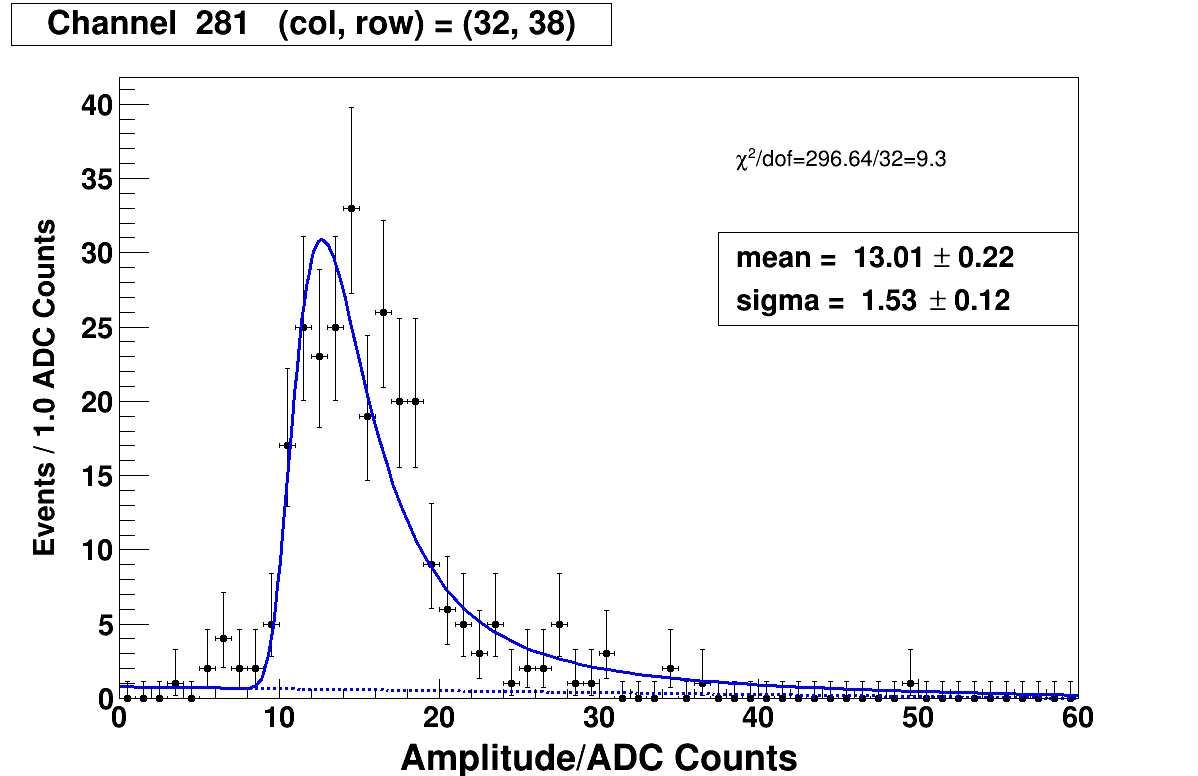 Channel 281 (col, row) = (32, 38)
40
35
30
25
20
15
10
5
0
Events / 1.0 ADC Counts
χ²/dof=296.64/32=9.3
mean = 13.01 ± 0.22
sigma = 1.53 ± 0.12
0 10 20 30 40 50 60
Amplitude/ADC Counts